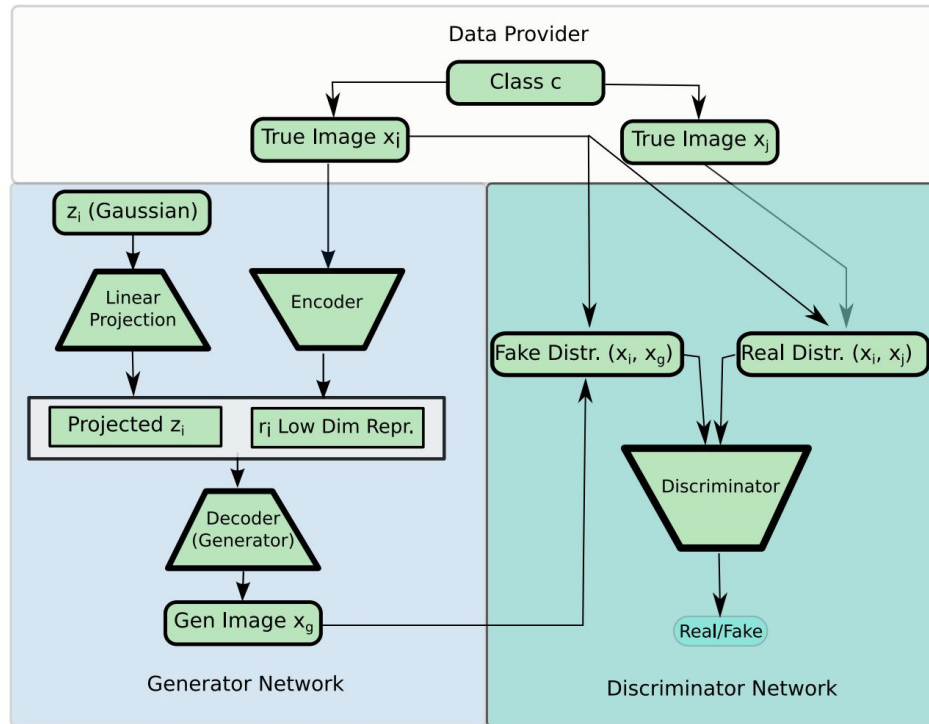 Data Provider
Class c
True Image xi
True Image xj
zi (Gaussian)
Linear
Projection
Encoder
Fake Distr. (xi, xg)
Real Distr. (xi, xj)
Projected zi
ri Low Dim Repr.
Discriminator
Decoder
(Generator)
Gen Image xg
Real/Fake
Generator Network
Discriminator Network